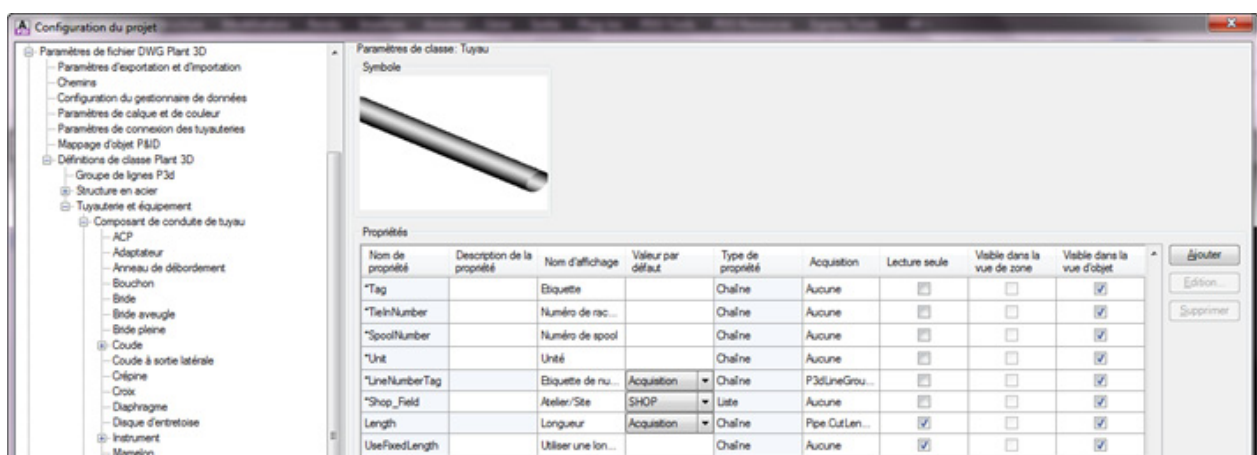 Configuration du projet
Paramètres de fichier DWG Plant 3D
Paramètres d'exportation et d'importation
Chemins
Configuration du gestionnaire de données
Paramètres de calque et de couleur
Paramètres de connexion des tuyauteries
Mappage d'objet P&ID
Définitions de classe Plant 3D
Groupe de lignes P3d
Structure en acier
Tuyauterie et équipement
Composant de conduite de tuyau
ACP
Adaptateur
Anneau de débordement
Bouchon
Bride
Bride aveugle
Bride pleine
Coude
Coude à sortie latérale
Crépine
Croix
Diaphragme
Disque d'entretoise
Instrument
Mamelon
Paramètres de classe: Tuyau
Symbole
Propriétés
Nom de propriété Description de la propriété Nom d'affichage Valeur par défaut Type de propriété Acquisition Lecture seule Visible dans la vue de zone Visible dans la vue d'objet
*Tag Etiquette Chaîne Aucune
*TieInNumber Numéro de rac... Chaîne Aucune
*SpoolNumber Numéro de spool Chaîne Aucune
*Unit Unité Chaîne Aucune
*LineNumberTag Etiquette de nu... Acquisition Chaîne P3dLineGrou...
*Shop_Field Atelier/Site SHOP Liste Aucune
Length Longueur Acquisition Chaîne Pipe.CutLen...
UseFixedLength Utiliser une lon... Chaîne Aucune
Ajouter
Edition...
Supprimer